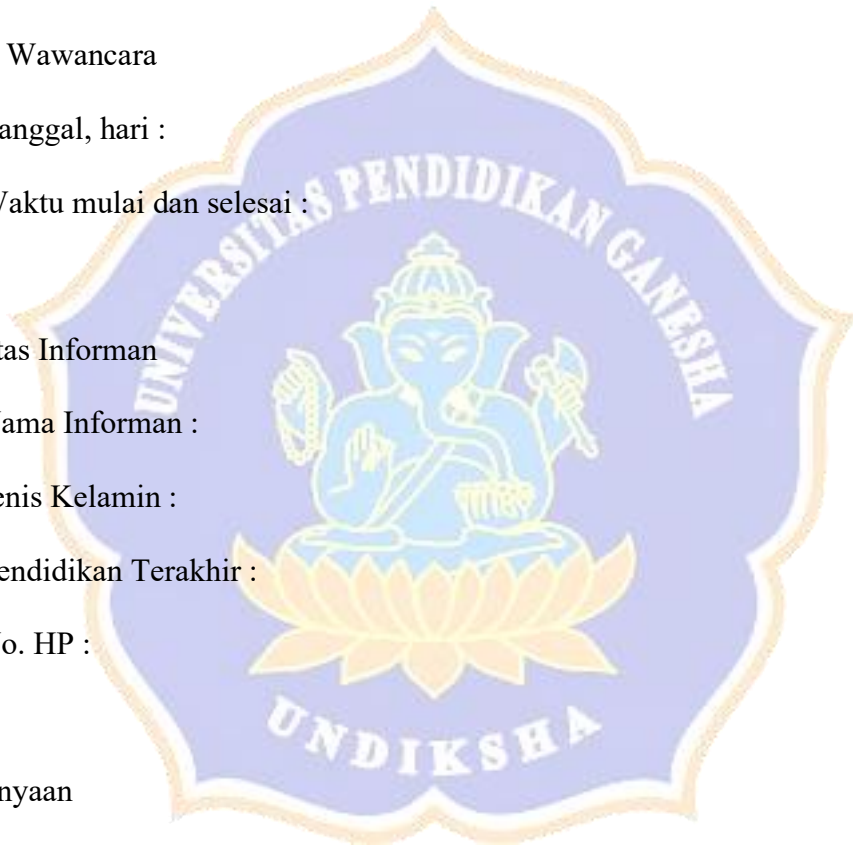 Wawancara
anggal, hari :
Waktu mulai dan selesai :
UNIVERSITAS PENDIDIKAN GANESHA
tas Informan
Nama Informan :
enis Kelamin :
endidikan Terakhir :
No. HP :
UNDIKSHA
nyaan